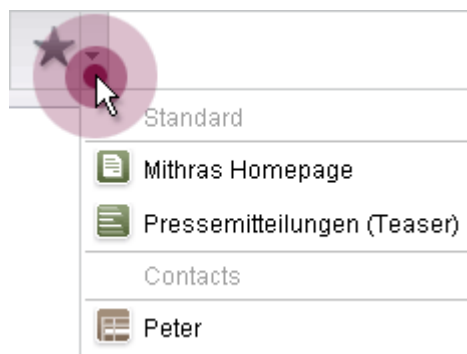 Standard
Mithras Homepage
Pressemitteilungen (Teaser)
Contacts
Peter